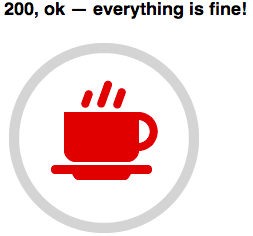 200, ok — everything is fine!